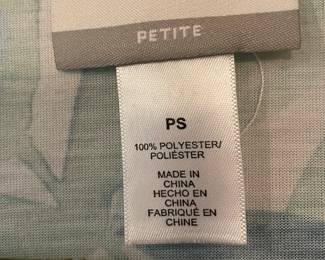 PETITE
PS
100% POLYESTER/
POLIÉSTER
MADE IN
CHINA
HECHO EN
CHINA
FABRIQUÉ EN
CHINE